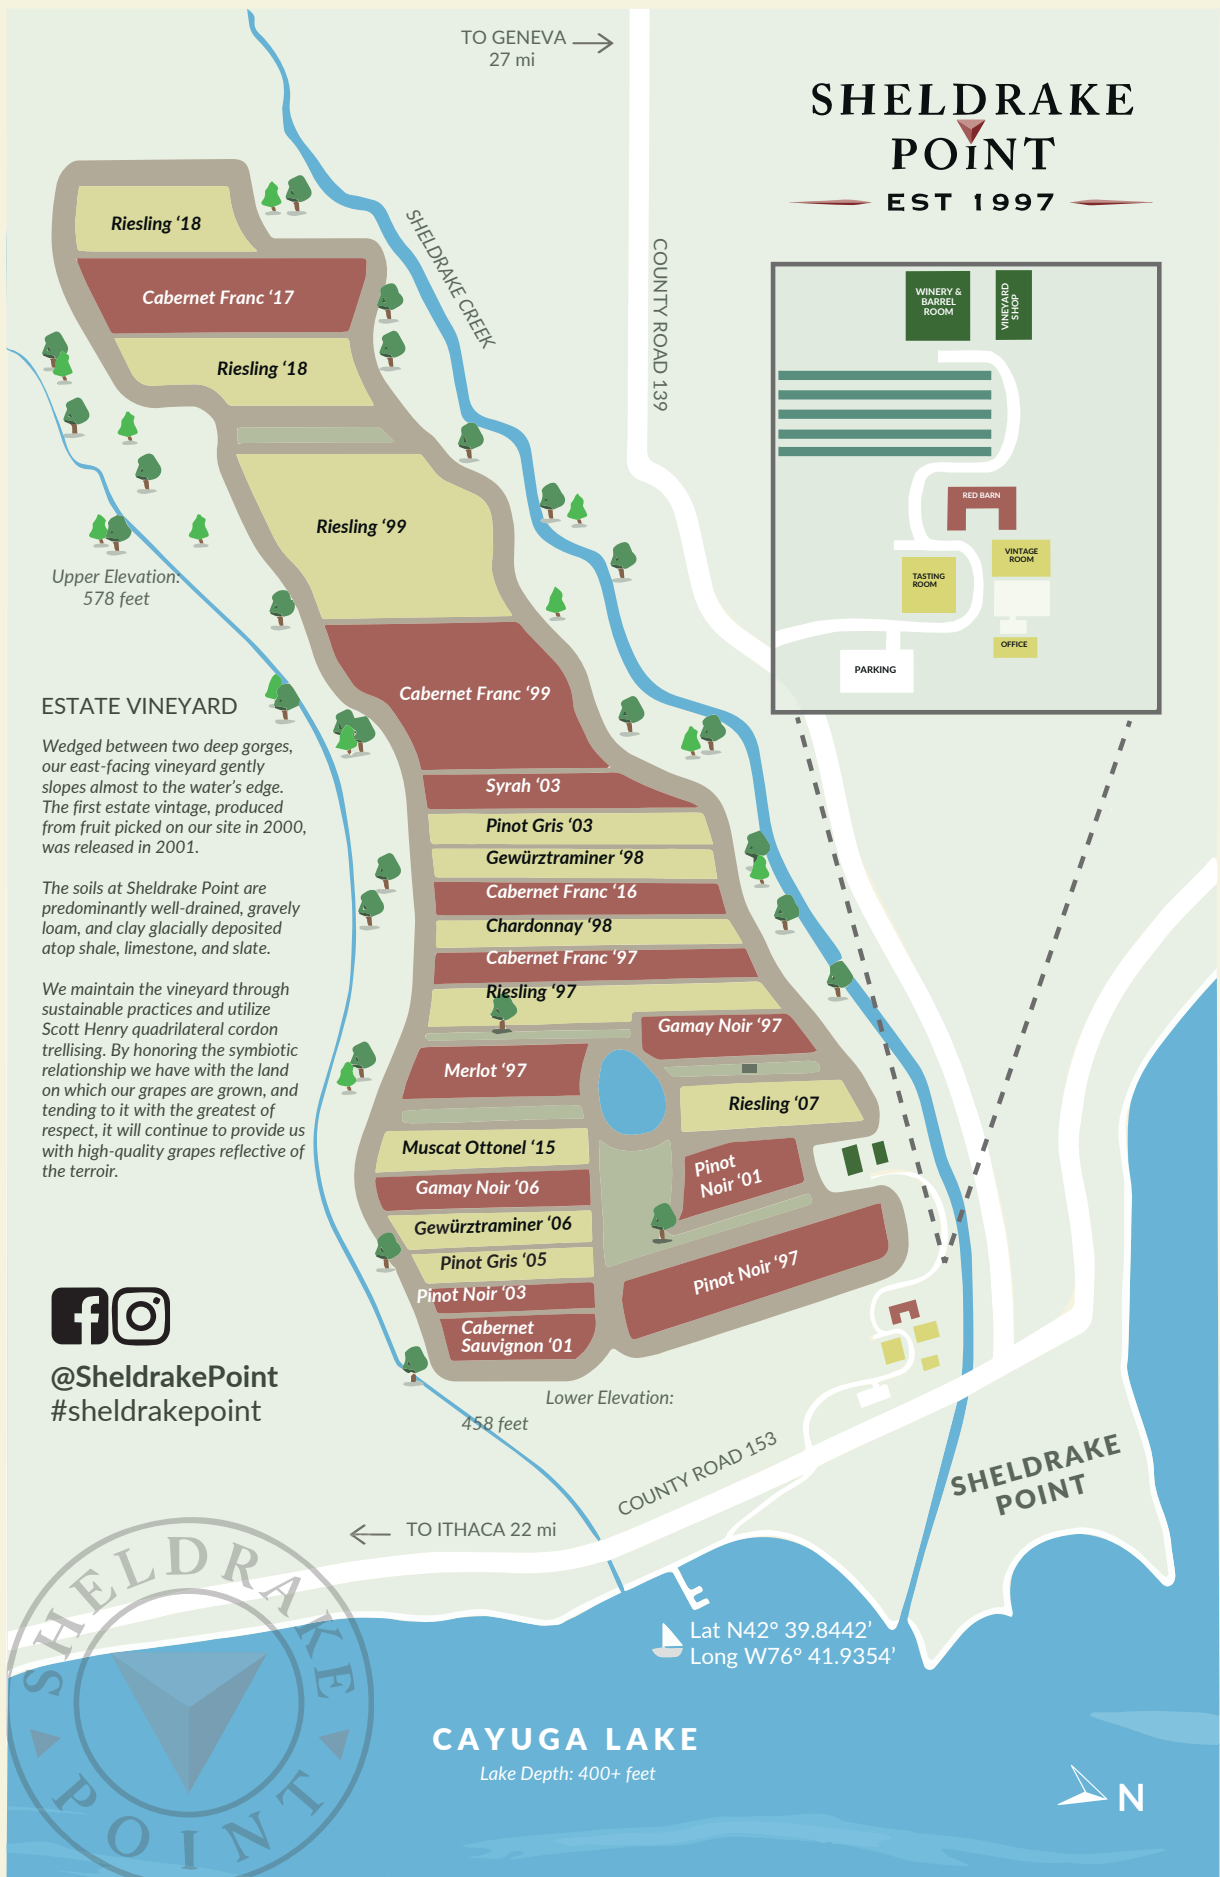 TO GENEVA
27 mi
SHELDRAKE
POINT
EST 1997
Riesling ‘18
Cabernet Franc ‘17
Riesling ‘18
SHELDRAKE CREEK
COUNTY ROAD 139
WINERY &
BARREL
ROOM
VINEYARD
SHOP
RED BARN
VINTAGE
ROOM
TASTING
ROOM
OFFICE
PARKING
Riesling ‘99
Upper Elevation:
578 feet
Cabernet Franc ‘99
ESTATE VINEYARD
Wedged between two deep gorges,
our east-facing vineyard gently
slopes almost to the water’s edge.
The first estate vintage, produced
from fruit picked on our site in 2000,
was released in 2001.
The soils at Sheldrake Point are
predominantly well-drained, gravely
loam, and clay glacially deposited
atop shale, limestone, and slate.
We maintain the vineyard through
sustainable practices and utilize
Scott Henry quadrilateral cordon
trellising. By honoring the symbiotic
relationship we have with the land
on which our grapes are grown, and
tending to it with the greatest of
respect, it will continue to provide us
with high-quality grapes reflective of
the terroir.
Syrah ‘03
Pinot Gris ‘03
Gewürztraminer ‘98
Cabernet Franc ‘16
Chardonnay ‘98
Cabernet Franc ‘97
Riesling ‘97
Gamay Noir ‘97
Merlot ‘97
Riesling ‘07
Muscat Ottonel ‘15
Pinot
Noir ‘01
Gamay Noir ‘06
Gewürztraminer ‘06
Pinot Gris ‘05
Pinot Noir ‘97
Pinot Noir ‘03
Cabernet
Sauvignon ‘01
@SheldrakePoint
#sheldrakepoint
Lower Elevation:
458 feet
COUNTY ROAD 153
SHELDRAKE
POINT
TO ITHACA 22 mi
SHELDRAKE
POINT
Lat N42° 39.8442’
Long W76° 41.9354’
CAYUGA LAKE
Lake Depth: 400+ feet
N